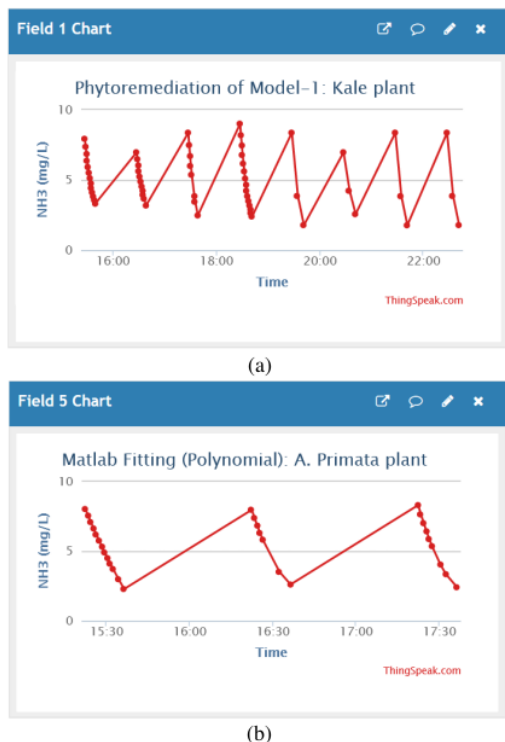 Field 1 Chart
Phytoremediation of Model-1: Kale plant
10
5
0
NH3 (mg/L)
16:00 18:00 20:00 22:00
Time
ThingSpeak.com
(a)
Field 5 Chart
Matlab Fitting (Polynomial): A. Primata plant
10
5
0
NH3 (mg/L)
15:30 16:00 16:30 17:00 17:30
Time
ThingSpeak.com
(b)